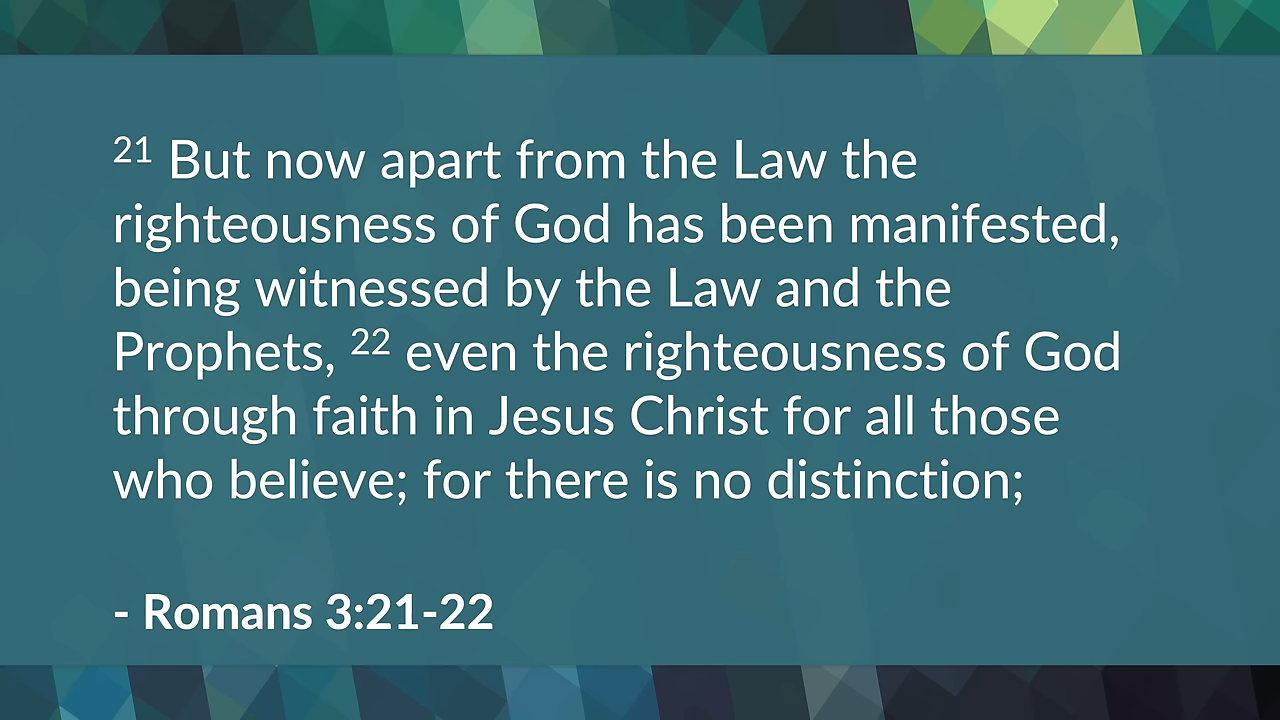 21 But now apart from the Law the
righteousness of God has been manifested,
being witnessed by the Law and the
Prophets, 22 even the righteousness of God
through faith in Jesus Christ for all those
who believe; for there is no distinction;
- Romans 3:21-22